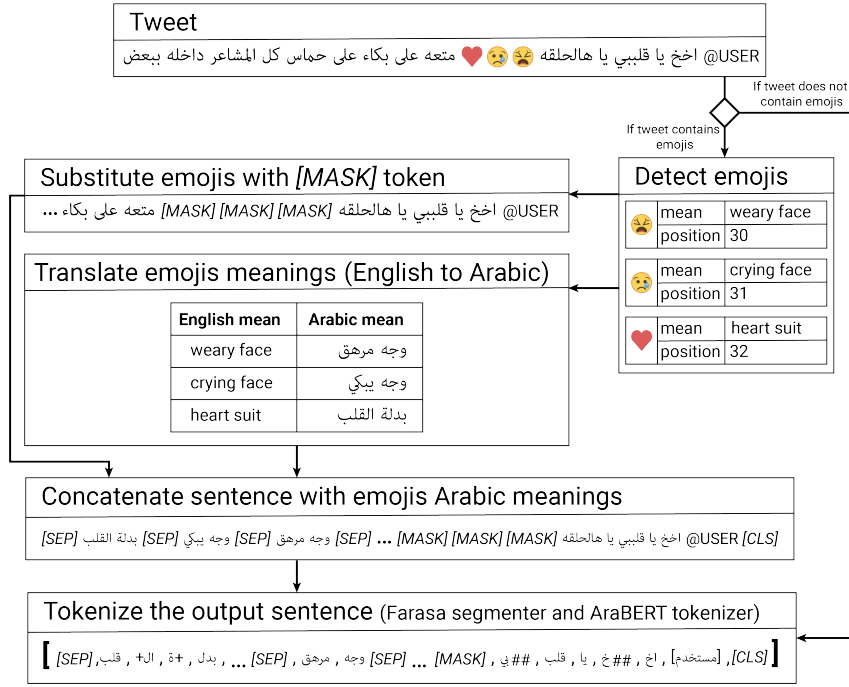 Tweet
@USER اخخ يا قلببي يا هالحلقه 😫 😢 ♥ متعه على بكاء على حماس كل المشاعر داخله ببعض
If tweet does not
contain emojis
If tweet contains
emojis
Substitute emojis with [MASK] token
@USER اخخ يا قلببي يا هالحلقه [MASK] [MASK] [MASK] متعه على بكاء ...
Detect emojis
😫 mean weary face
position 30
😢 mean crying face
position 31
♥ mean heart suit
position 32
Translate emojis meanings (English to Arabic)
English mean Arabic mean
weary face وجه مرهق
crying face وجه يبكي
heart suit بدلة القلب
Concatenate sentence with emojis Arabic meanings
[CLS] @USER اخخ يا قلببي يا هالحلقه [MASK] [MASK] [MASK] ... [SEP] وجه مرهق [SEP] وجه يبكي [SEP] بدلة القلب [SEP]
Tokenize the output sentence (Farasa segmenter and AraBERT tokenizer)
[ [CLS], [مستخدم] , اخ , ##خ , يا , قلب , ##بي , [MASK] ... [SEP] وجه , مرهق , [SEP] ... , بدل , +ة , ال+ , قلب, [SEP] ]